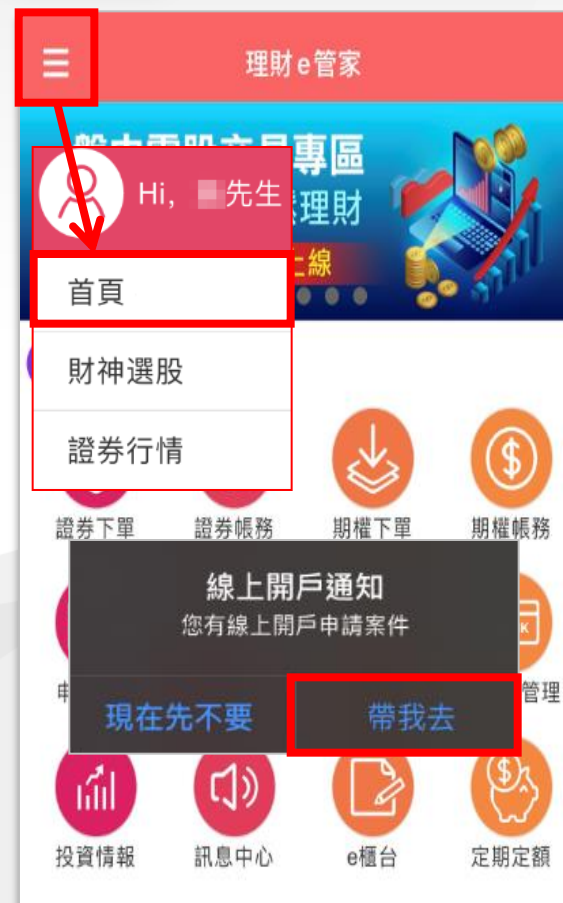 理財e管家
專區
Hi, 先生
理財
上線
首頁
財神選股
證券行情
證券下單
證券帳務
期權下單
期權帳務
線上開戶通知
您有線上開戶申請案件
現在先不要
帶我去
管理
投資情報
訊息中心
e櫃台
定期定額